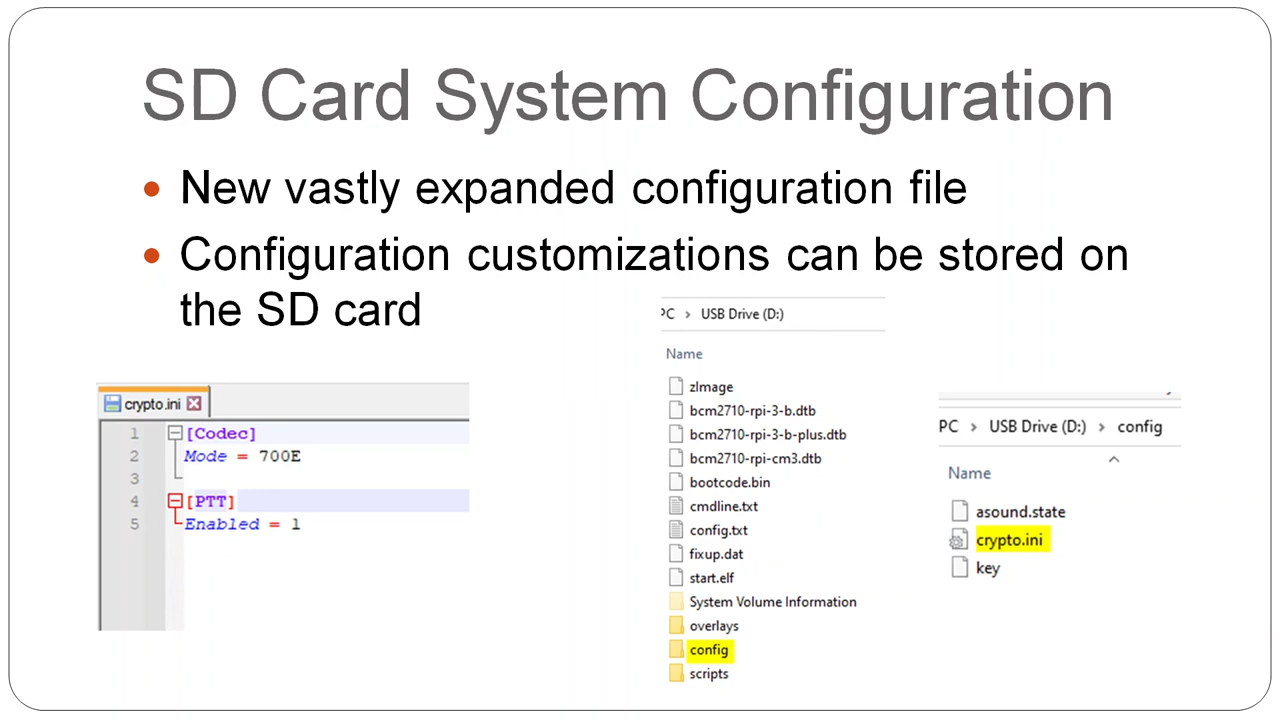 SD Card System Configuration
• New vastly expanded configuration file
• Configuration customizations can be stored on
the SD card
crypto.ini
1 [Codec]
2 Mode = 700E
3
4 [PTT]
5 Enabled = 1
PC > USB Drive (D:)
Name
zImage
bcm2710-rpi-3-b.dtb
bcm2710-rpi-3-b-plus.dtb
bcm2710-rpi-cm3.dtb
bootcode.bin
cmdline.txt
config.txt
fixup.dat
start.elf
System Volume Information
overlays
config
scripts
PC > USB Drive (D:) > config
Name
asound.state
crypto.ini
key